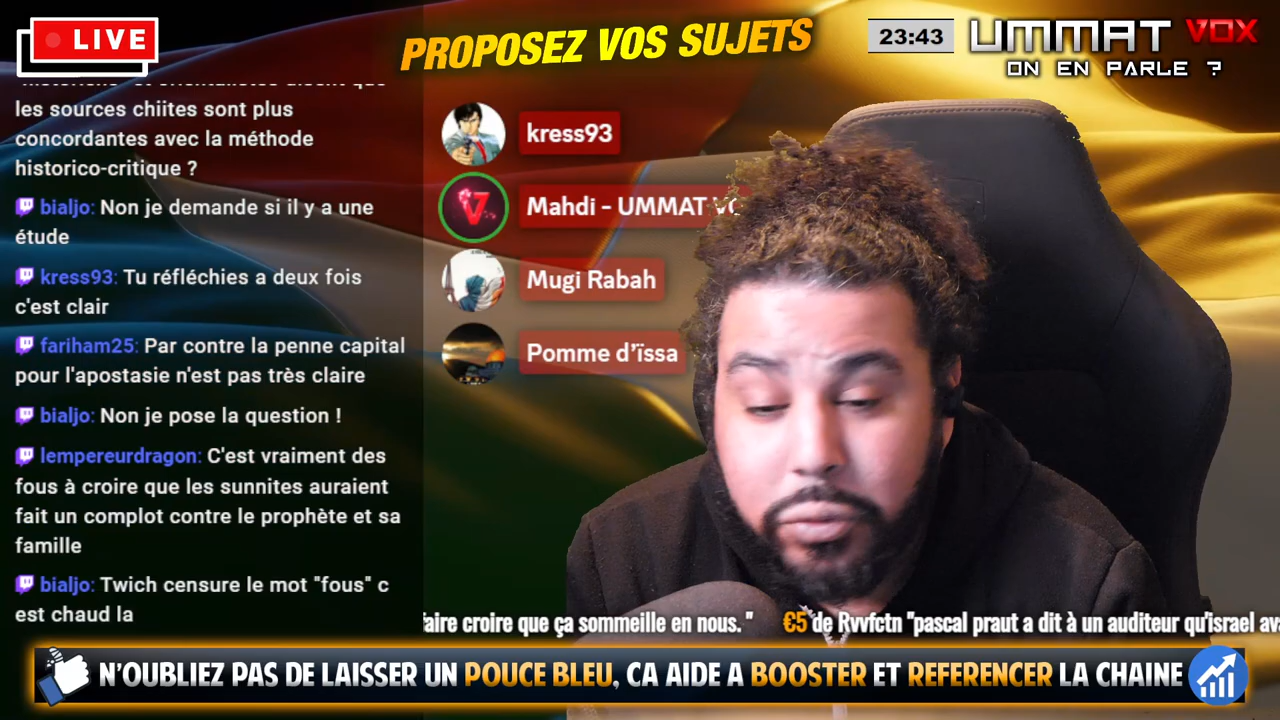 LIVE
PROPOSEZ VOS SUJETS
23:43
UMMAT VOX
ON EN PARLE ?
les sources chiites sont plus
concordantes avec la méthode
historico-critique ?
bialjo: Non je demande si il y a une
étude
kress93: Tu réfléchies a deux fois
c'est clair
fariham25: Par contre la penne capital
pour l'apostasie n'est pas très claire
bialjo: Non je pose la question !
lempereurdragon: C'est vraiment des
fous à croire que les sunnites auraient
fait un complot contre le prophète et sa
famille
bialjo: Twich censure le mot "fous" c
est chaud la
kress93
Mahdi - UMMAT
Mugi Rabah
Pomme d'ïssa
faire croire que ça sommeille en nous. " €5 de Rvvfctn "pascal praut a dit à un auditeur qu'israel
N'OUBLIEZ PAS DE LAISSER UN POUCE BLEU, CA AIDE A BOOSTER ET REFERENCER LA CHAINE